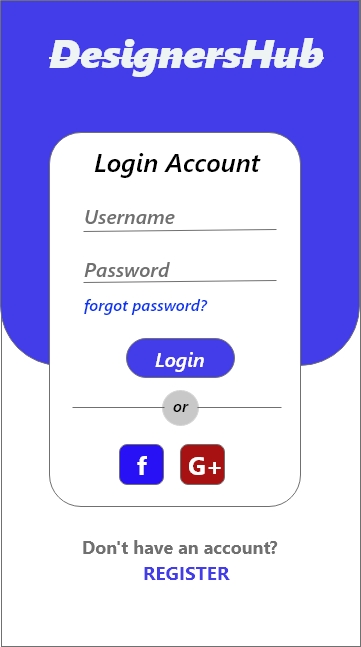 DesignersHub
Login Account
Username
Password
forgot password?
Login
or
f
G+
Don't have an account?
REGISTER